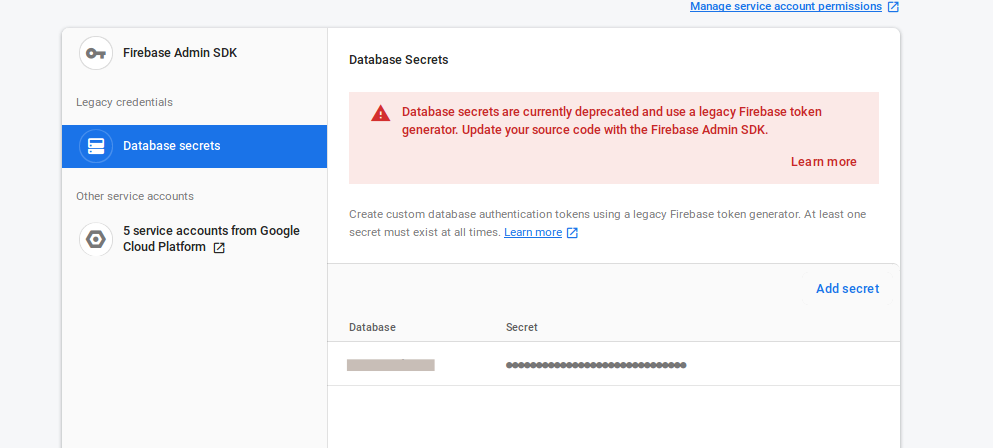 Manage service account permissions
Firebase Admin SDK
Legacy credentials
Database secrets
Other service accounts
5 service accounts from Google
Cloud Platform
Database Secrets
Database secrets are currently deprecated and use a legacy Firebase token
generator. Update your source code with the Firebase Admin SDK.
Learn more
Create custom database authentication tokens using a legacy Firebase token generator. At least one
secret must exist at all times. Learn more
Add secret
Database Secret
••••••••••••••••••••••••••••••